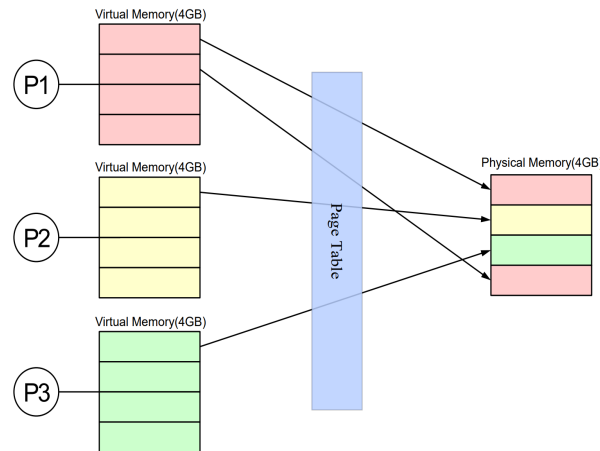 Virtual Memory(4GB)
P1
Virtual Memory(4GB)
P2
Virtual Memory(4GB)
P3
Page Table
Physical Memory(4GB